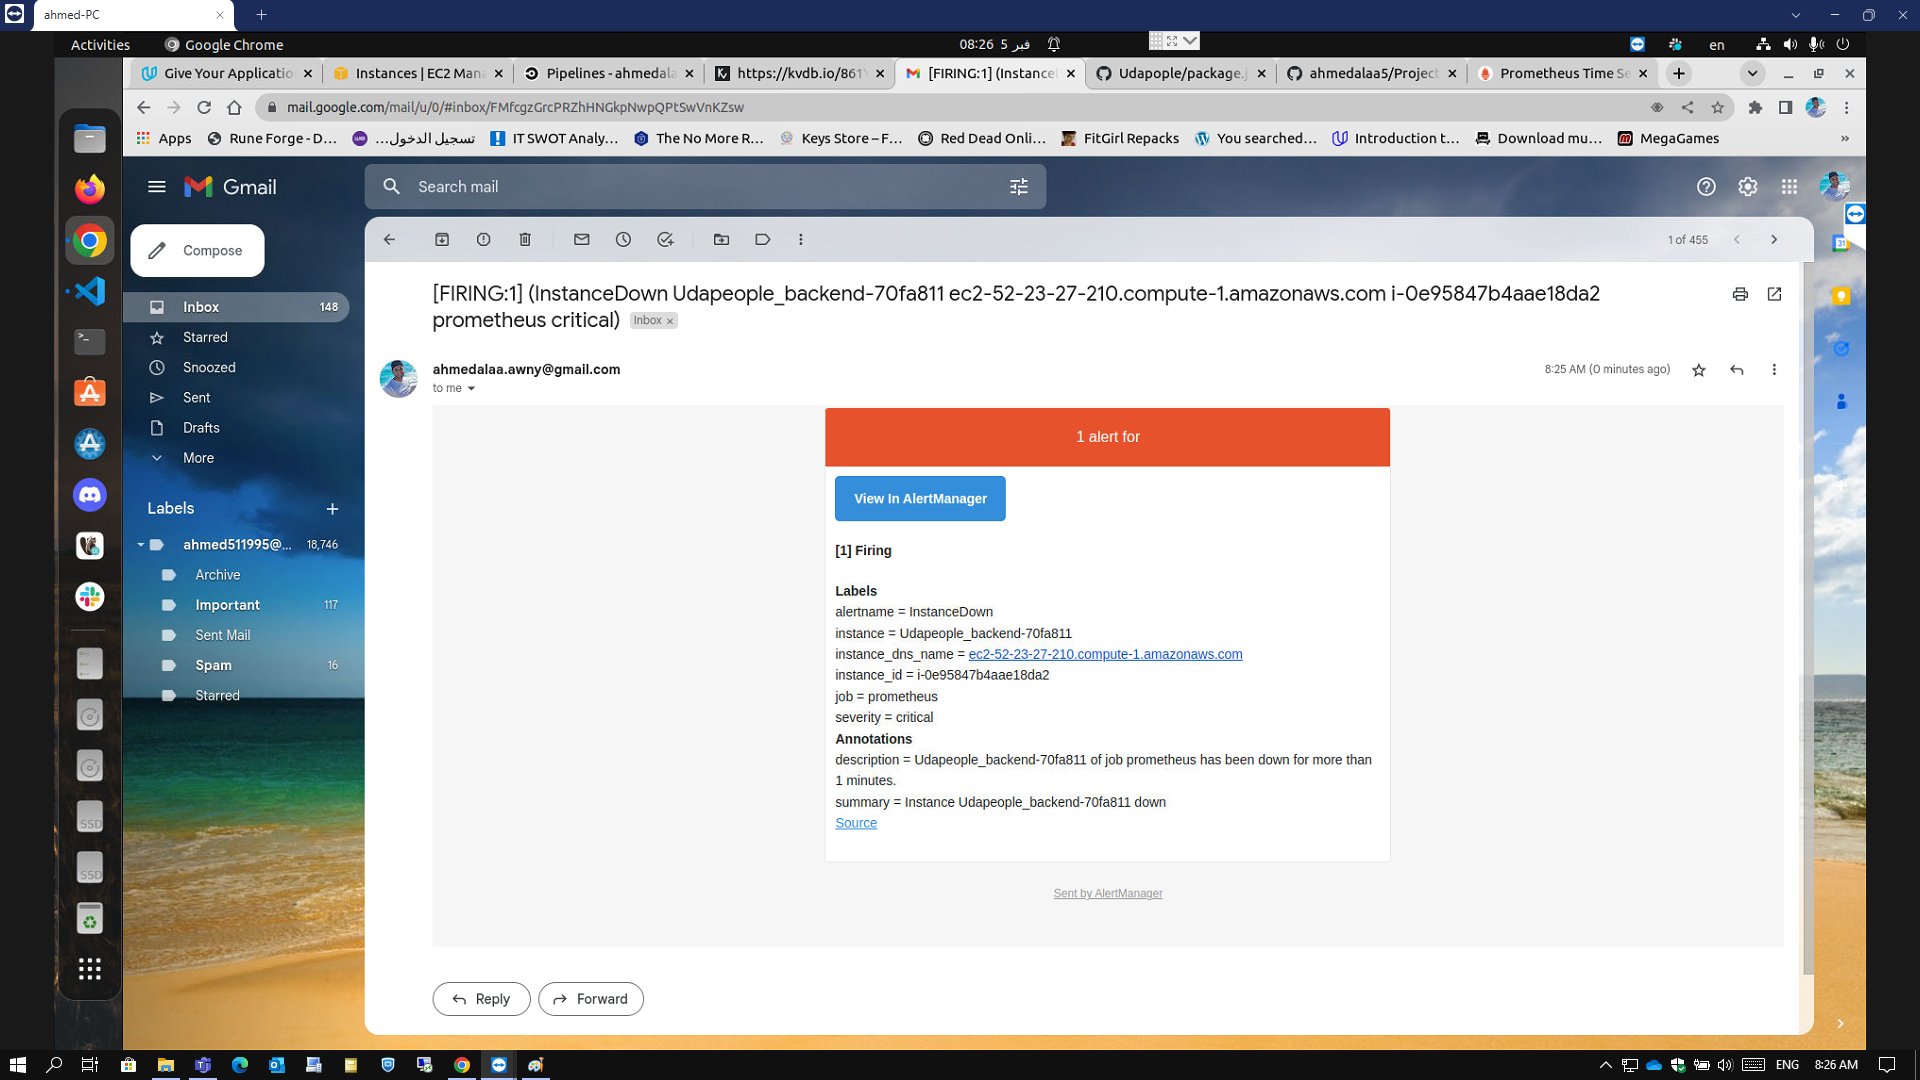 ahmed-PC
Activities
Google Chrome
08:26 5 فبر
en
Give Your Application
Instances | EC2 Mana
Pipelines - ahmedala
https://kvdb.io/861Y
[FIRING:1] (InstanceD
Udapople/package.j
ahmedalaa5/Project
Prometheus Time Se
mail.google.com/mail/u/0/#inbox/FMfcgzGrcPRZhHNGkpNwpQPtSwVnKZsw
Apps
Rune Forge - D…
تسجيل الدخول…
IT SWOT Analy…
The No More R…
Keys Store – F…
Red Dead Onli…
FitGirl Repacks
You searched…
Introduction t…
Download mu…
MegaGames
»
Gmail
Search mail
Compose
1 of 455
31
Inbox 148
Starred
Snoozed
Sent
Drafts
More
Labels
ahmed511995@... 18,746
Archive
Important 117
Sent Mail
Spam 16
Starred
[FIRING:1] (InstanceDown Udapeople_backend-70fa811 ec2-52-23-27-210.compute-1.amazonaws.com i-0e95847b4aae18da2
prometheus critical) Inbox ×
ahmedalaa.awny@gmail.com
8:25 AM (0 minutes ago)
to me
1 alert for
View In AlertManager
[1] Firing
Labels
alertname = InstanceDown
instance = Udapeople_backend-70fa811
instance_dns_name = ec2-52-23-27-210.compute-1.amazonaws.com
instance_id = i-0e95847b4aae18da2
job = prometheus
severity = critical
Annotations
description = Udapeople_backend-70fa811 of job prometheus has been down for more than
1 minutes.
summary = Instance Udapeople_backend-70fa811 down
Source
Sent by AlertManager
Reply
Forward
SSD
SSD
ENG
8:26 AM